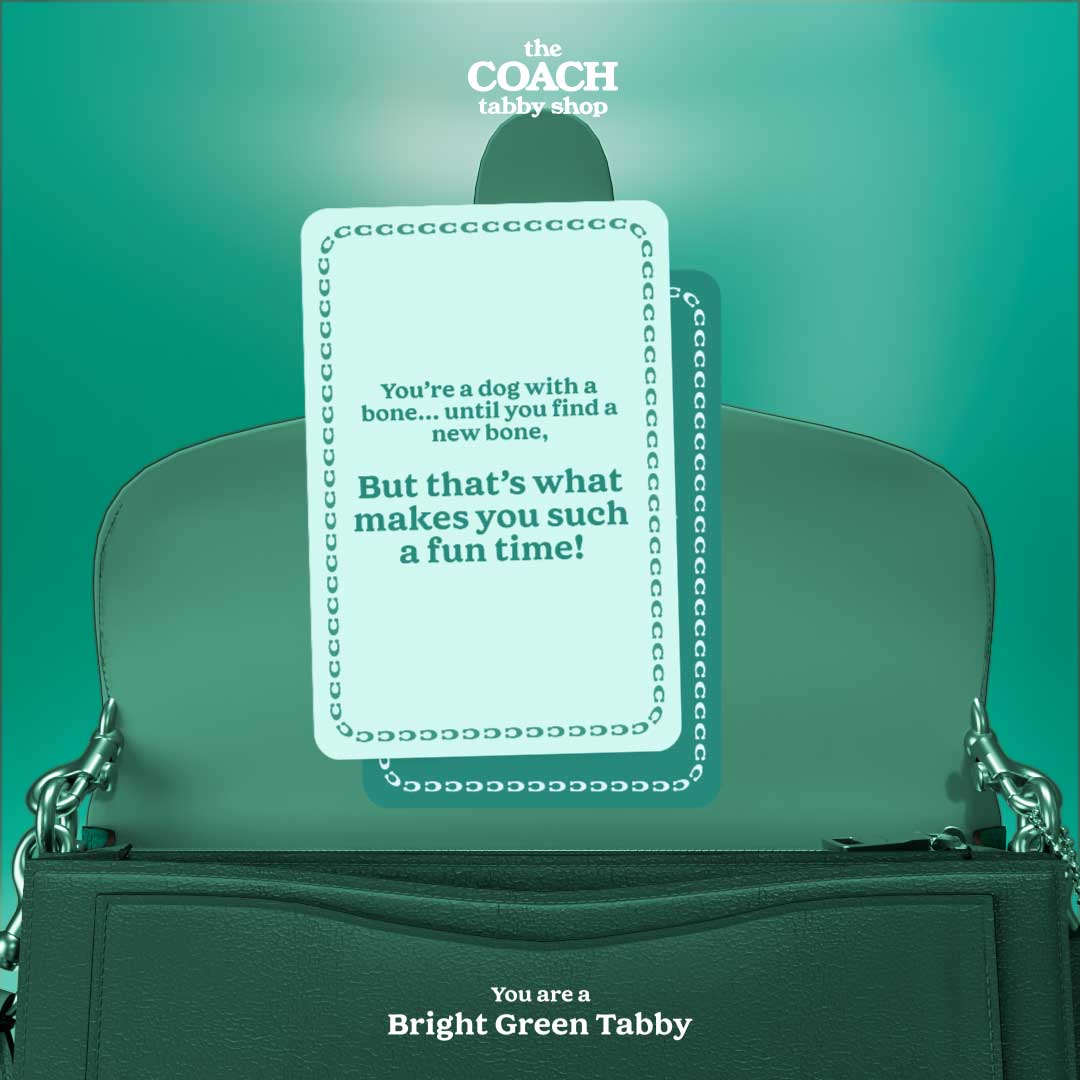 the
COACH
tabby shop
You're a dog with a
bone... until you find a
new bone,
But that's what
makes you such
a fun time!
You are a
Bright Green Tabby